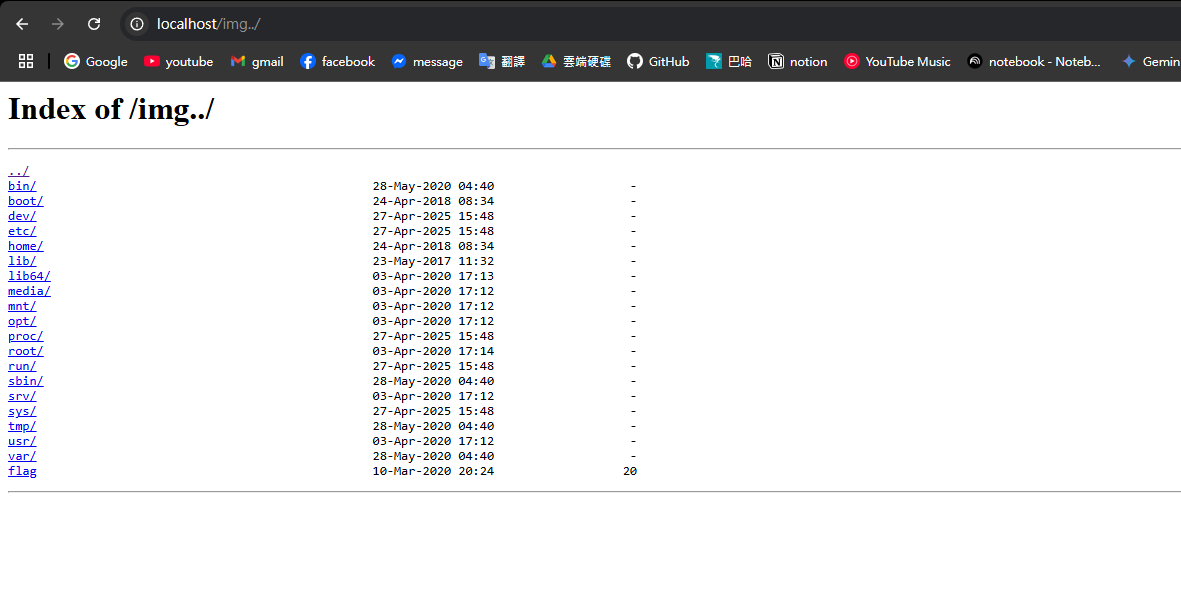 localhost/img../
Google youtube gmail facebook message 翻譯 雲端硬碟 GitHub 巴哈 notion YouTube Music notebook - Noteb... Gemin
Index of /img../
../
bin/ 28-May-2020 04:40 -
boot/ 24-Apr-2018 08:34 -
dev/ 27-Apr-2025 15:48 -
etc/ 27-Apr-2025 15:48 -
home/ 24-Apr-2018 08:34 -
lib/ 23-May-2017 11:32 -
lib64/ 03-Apr-2020 17:13 -
media/ 03-Apr-2020 17:12 -
mnt/ 03-Apr-2020 17:12 -
opt/ 03-Apr-2020 17:12 -
proc/ 27-Apr-2025 15:48 -
root/ 03-Apr-2020 17:14 -
run/ 27-Apr-2025 15:48 -
sbin/ 28-May-2020 04:40 -
srv/ 03-Apr-2020 17:12 -
sys/ 27-Apr-2025 15:48 -
tmp/ 28-May-2020 04:40 -
usr/ 03-Apr-2020 17:12 -
var/ 28-May-2020 04:40 -
flag 10-Mar-2020 20:24 20